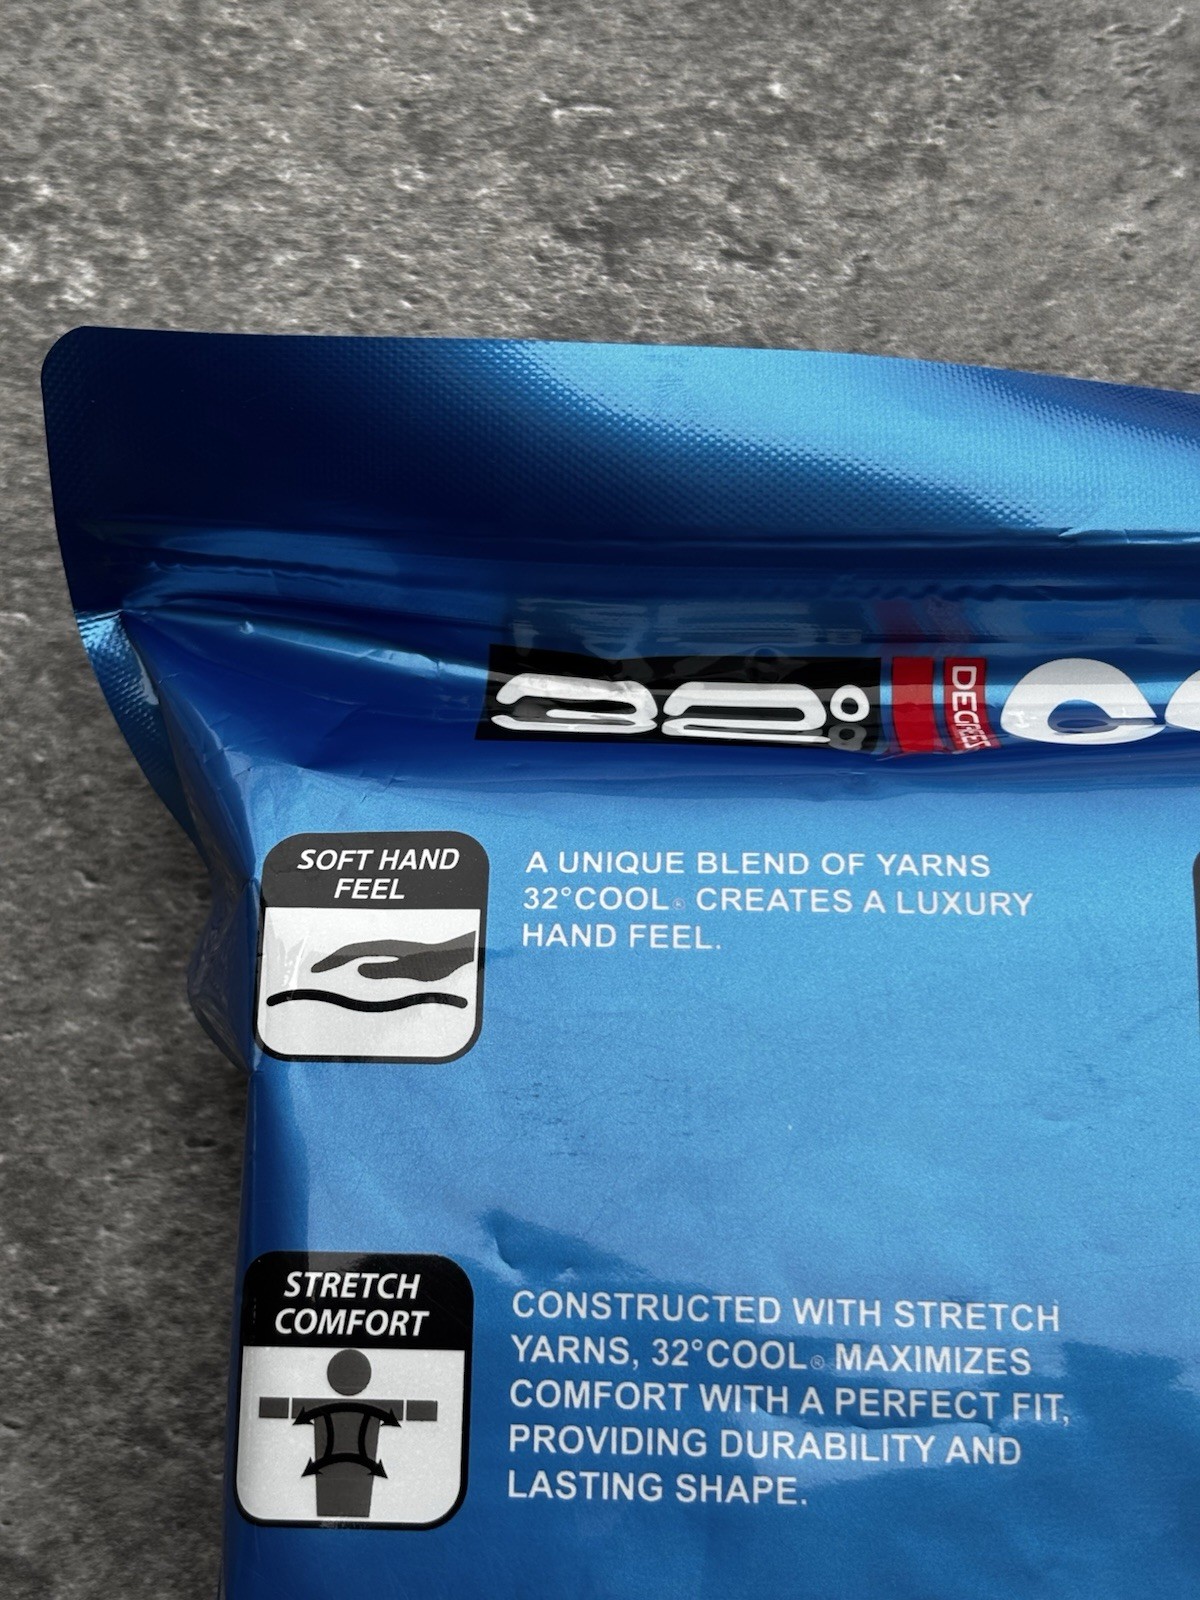 32° DEGREES
SOFT HAND
FEEL
A UNIQUE BLEND OF YARNS
32°COOL® CREATES A LUXURY
HAND FEEL.
STRETCH
COMFORT
CONSTRUCTED WITH STRETCH
YARNS, 32°COOL® MAXIMIZES
COMFORT WITH A PERFECT FIT,
PROVIDING DURABILITY AND
LASTING SHAPE.